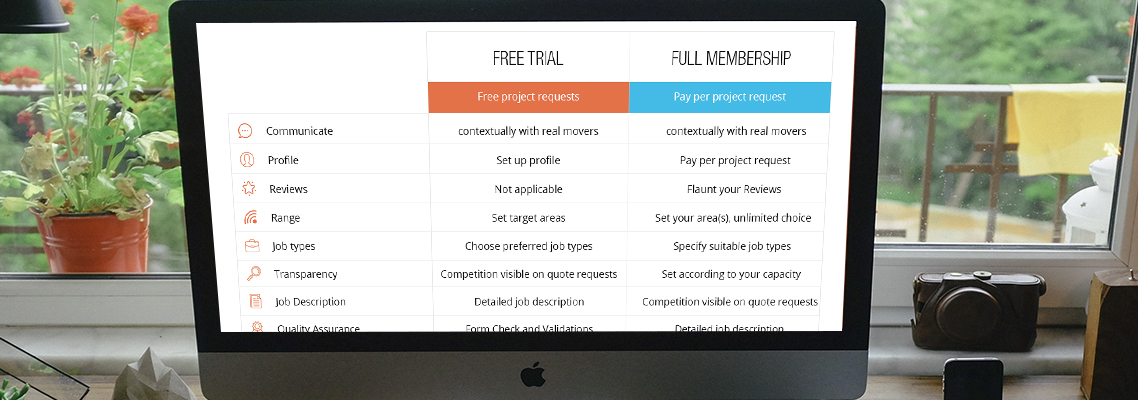 FREE TRIAL FULL MEMBERSHIP
Free project requests Pay per project request
Communicate contextually with real movers contextually with real movers
Profile Set up profile Pay per project request
Reviews Not applicable Flaunt your Reviews
Range Set target areas Set your area(s), unlimited choice
Job types Choose preferred job types Specify suitable job types
Transparency Competition visible on quote requests Set according to your capacity
Job Description Detailed job description Competition visible on quote requests
Quality Assurance Form Check and Validations Detailed job description